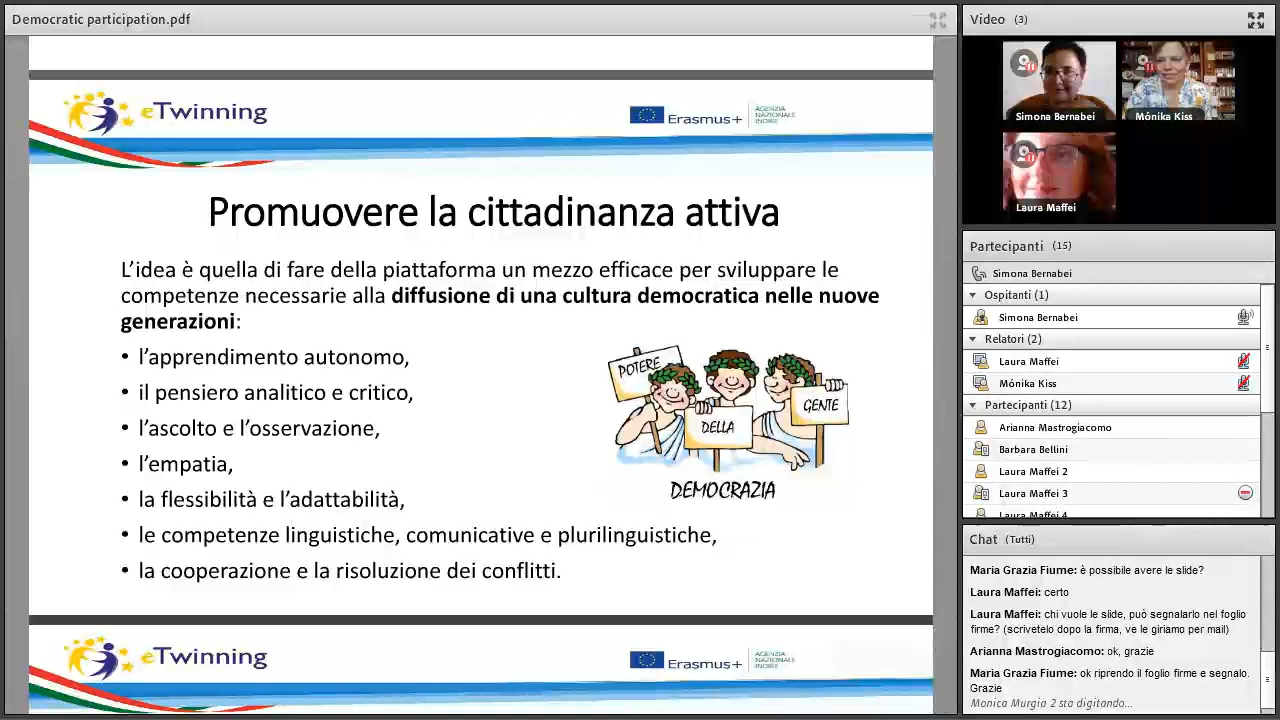 Democratic participation.pdf
eTwinning
Erasmus+
AGENZIA
NAZIONALE
INDIRE
Promuovere la cittadinanza attiva
L'idea è quella di fare della piattaforma un mezzo efficace per sviluppare le
competenze necessarie alla diffusione di una cultura democratica nelle nuove
generazioni:
• l'apprendimento autonomo,
• il pensiero analitico e critico,
• l'ascolto e l'osservazione,
• l'empatia,
• la flessibilità e l'adattabilità,
• le competenze linguistiche, comunicative e plurilinguistiche,
• la cooperazione e la risoluzione dei conflitti.
POTERE
DELLA
GENTE
DEMOCRAZIA
eTwinning
Erasmus+
AGENZIA
NAZIONALE
INDIRE
Video (3)
Simona Bernabei
Mónika Kiss
Laura Maffei
Partecipanti (15)
Simona Bernabei
Ospitanti (1)
Simona Bernabei
Relatori (2)
Laura Maffei
Mónika Kiss
Partecipanti (12)
Arianna Mastrogiacomo
Barbara Bellini
Laura Maffei 2
Laura Maffei 3
Laura Maffei 4
Chat (Tutti)
Maria Grazia Fiume: è possibile avere le slide?
Laura Maffei: certo
Laura Maffei: chi vuole le slide, può segnalarlo nel foglio
firme? (scrivetelo dopo la firma, ve le giriamo per mail)
Arianna Mastrogiacomo: ok, grazie
Maria Grazia Fiume: ok riprendo il foglio firme e segnalo.
Grazie
Monica Murgia 2 sta digitando...